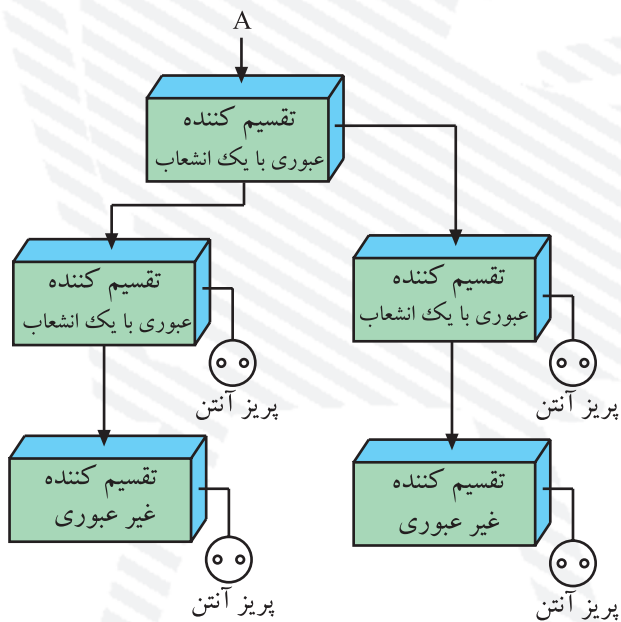 A
تقسیم کننده
عبوری با یک انشعاب
تقسیم کننده
عبوری با یک انشعاب
پریز آنتن
تقسیم کننده
عبوری با یک انشعاب
پریز آنتن
تقسیم کننده
غیر عبوری
پریز آنتن
تقسیم کننده
غیر عبوری
پریز آنتن